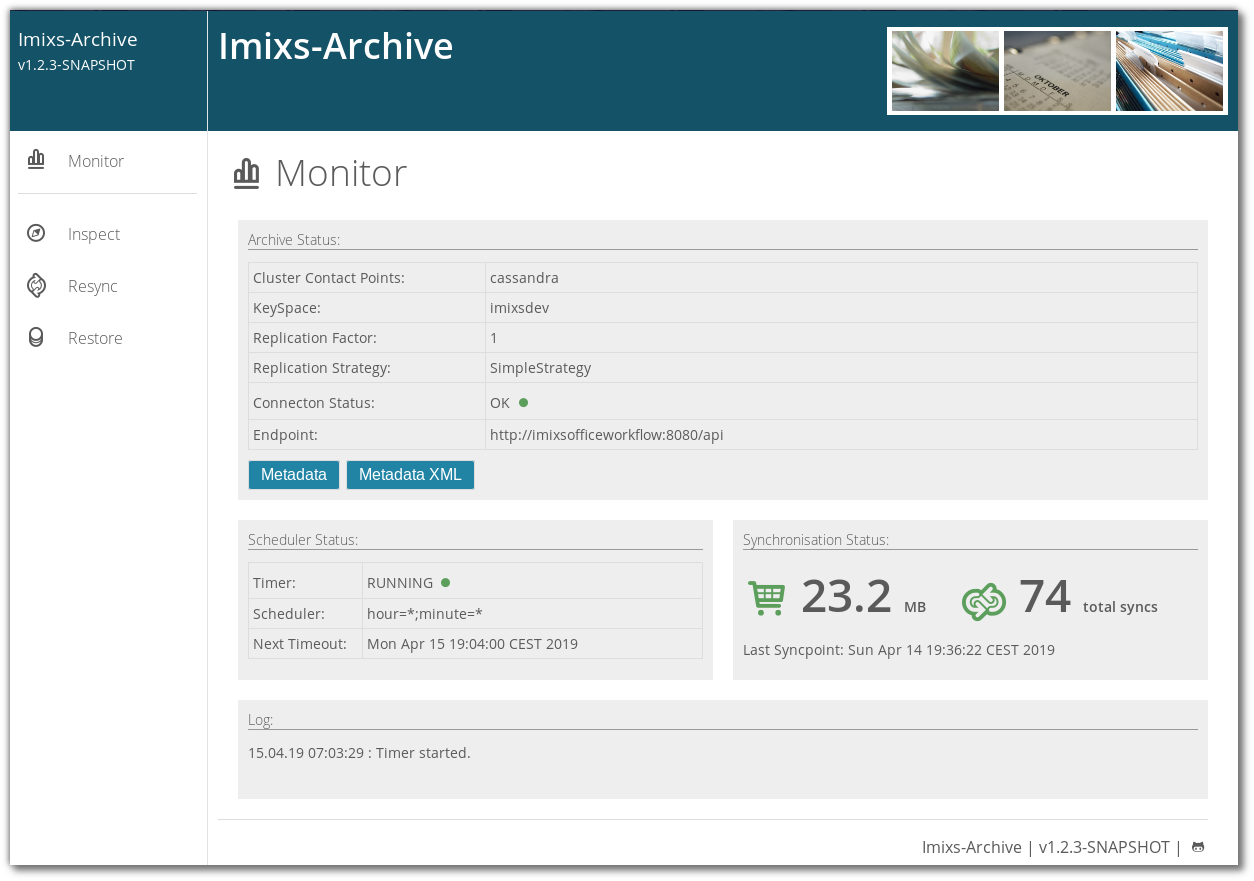 Imixs-Archive
v1.2.3-SNAPSHOT
Imixs-Archive
OKTOBER
Monitor
Inspect
Resync
Restore
Monitor
Archive Status:
Cluster Contact Points: cassandra
KeySpace: imixsdev
Replication Factor: 1
Replication Strategy: SimpleStrategy
Connecton Status: OK
Endpoint: http://imixsofficeworkflow:8080/api
Metadata Metadata XML
Scheduler Status:
Timer: RUNNING
Scheduler: hour=*;minute=*
Next Timeout: Mon Apr 15 19:04:00 CEST 2019
Synchronisation Status:
23.2 MB 74 total syncs
Last Syncpoint: Sun Apr 14 19:36:22 CEST 2019
Log:
15.04.19 07:03:29 : Timer started.
Imixs-Archive | v1.2.3-SNAPSHOT |